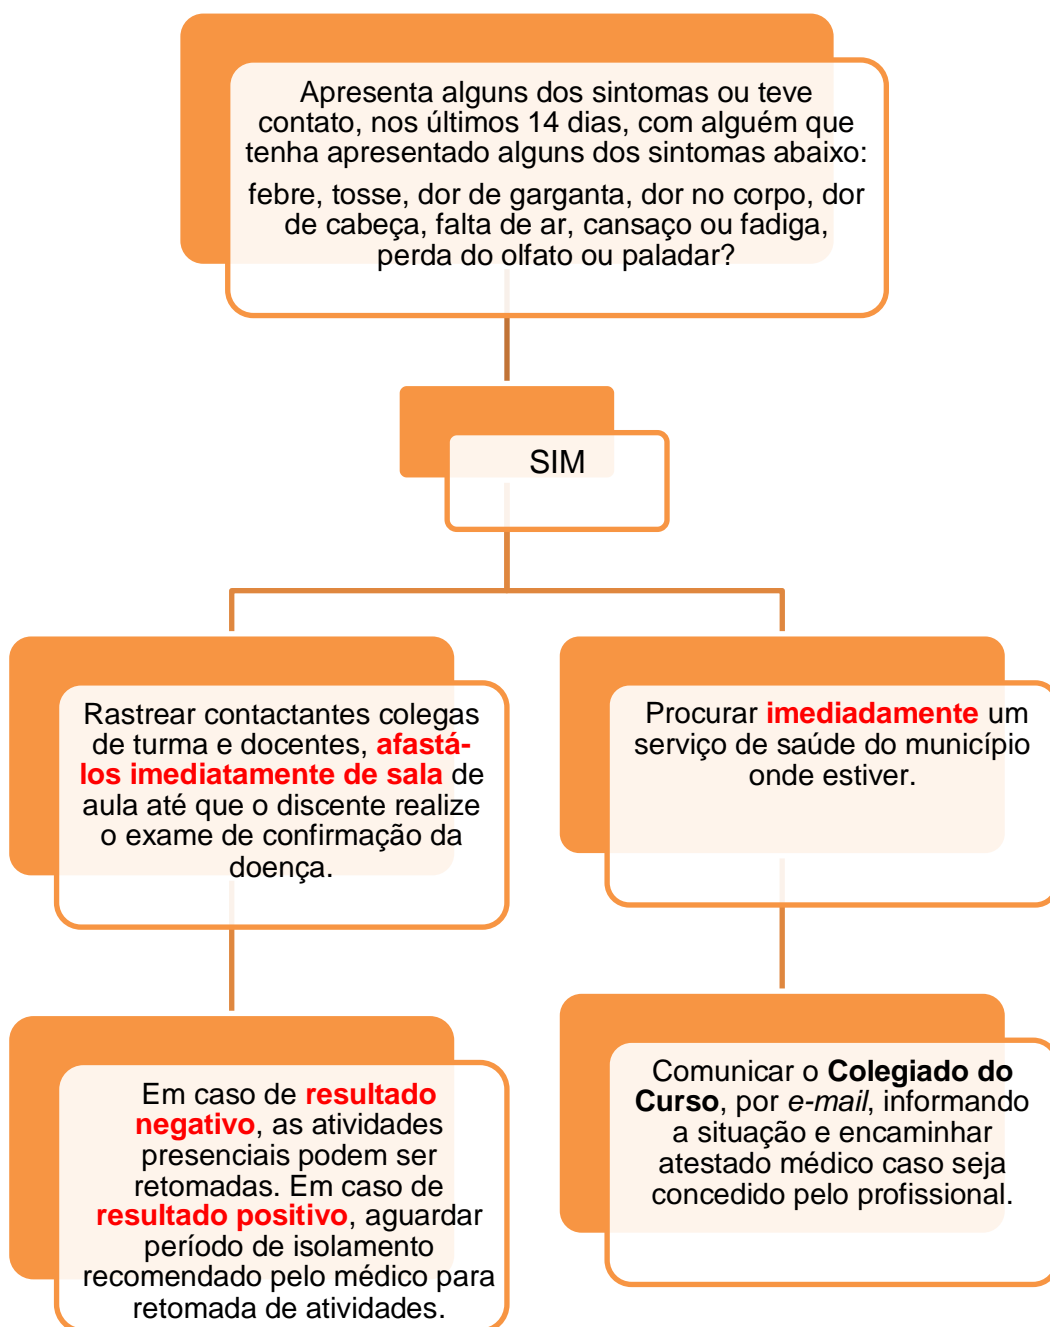 Apresenta alguns dos sintomas ou teve
contato, nos últimos 14 dias, com alguém que
tenha apresentado alguns dos sintomas abaixo:
febre, tosse, dor de garganta, dor no corpo, dor
de cabeça, falta de ar, cansaço ou fadiga,
perda do olfato ou paladar?
SIM
Rastrear contactantes colegas
de turma e docentes, afastá-
los imediatamente de sala de
aula até que o discente realize
o exame de confirmação da
doença.
Em caso de resultado
negativo, as atividades
presenciais podem ser
retomadas. Em caso de
resultado positivo, aguardar
período de isolamento
recomendado pelo médico para
retomada de atividades.
Procurar imediadamente um
serviço de saúde do município
onde estiver.
Comunicar o Colegiado do
Curso, por e-mail, informando
a situação e encaminhar
atestado médico caso seja
concedido pelo profissional.